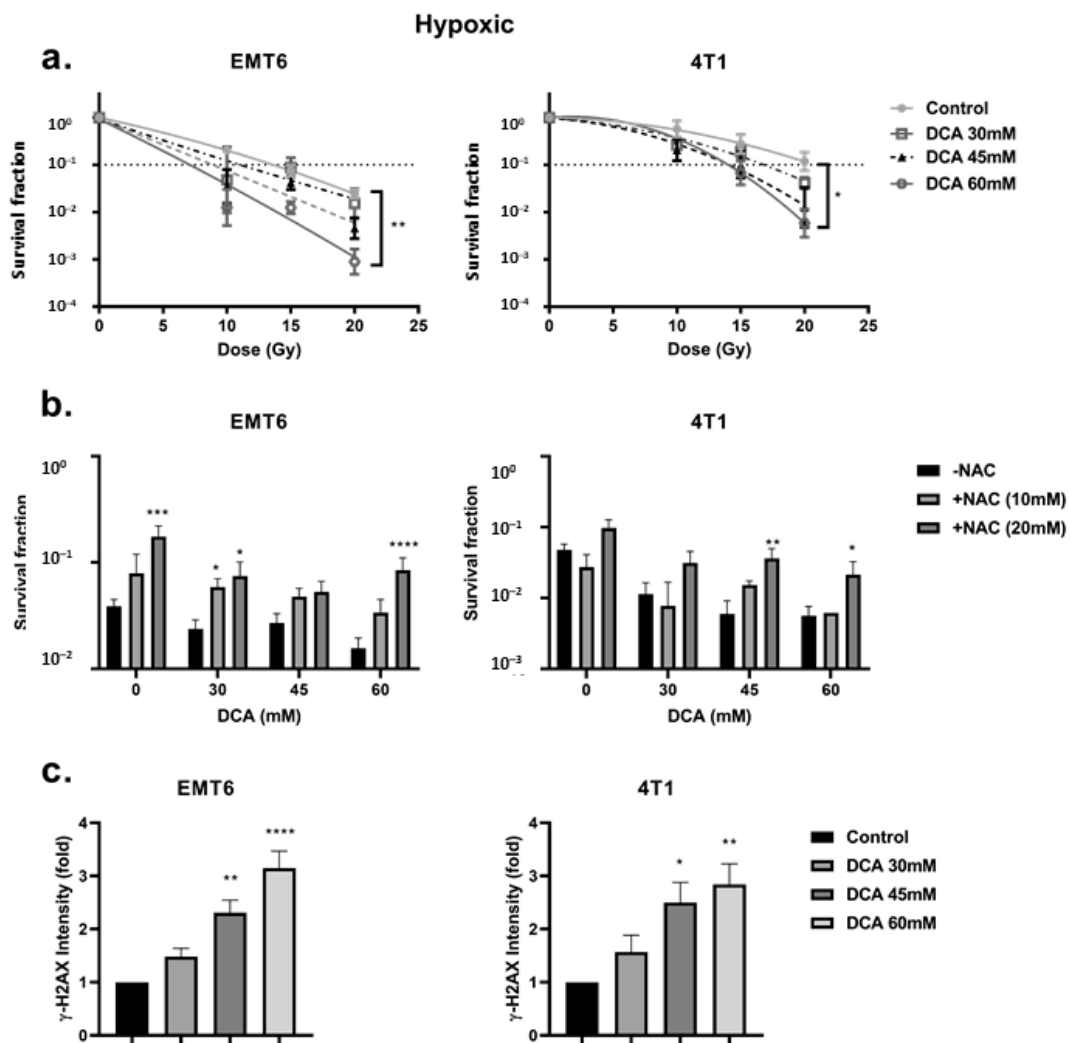 Hypoxic
a.
EMT6
4T1
Survival fraction
10⁰
10⁻¹
10⁻²
10⁻³
10⁻⁴
**
0 5 10 15 20 25
Dose (Gy)
Survival fraction
10⁰
10⁻¹
10⁻²
10⁻³
10⁻⁴
*
0 5 10 15 20 25
Dose (Gy)
Control
DCA 30mM
DCA 45mM
DCA 60mM
b.
EMT6
4T1
Survival fraction
10⁰
10⁻¹
10⁻²
*** * * ****
0 30 45 60
DCA (mM)
Survival fraction
10⁰
10⁻¹
10⁻²
10⁻³
** *
0 30 45 60
DCA (mM)
-NAC
+NAC (10mM)
+NAC (20mM)
c.
EMT6
4T1
γ-H2AX Intensity (fold)
4
3
2
1
0
** ****
γ-H2AX Intensity (fold)
4
3
2
1
0
* **
Control
DCA 30mM
DCA 45mM
DCA 60mM